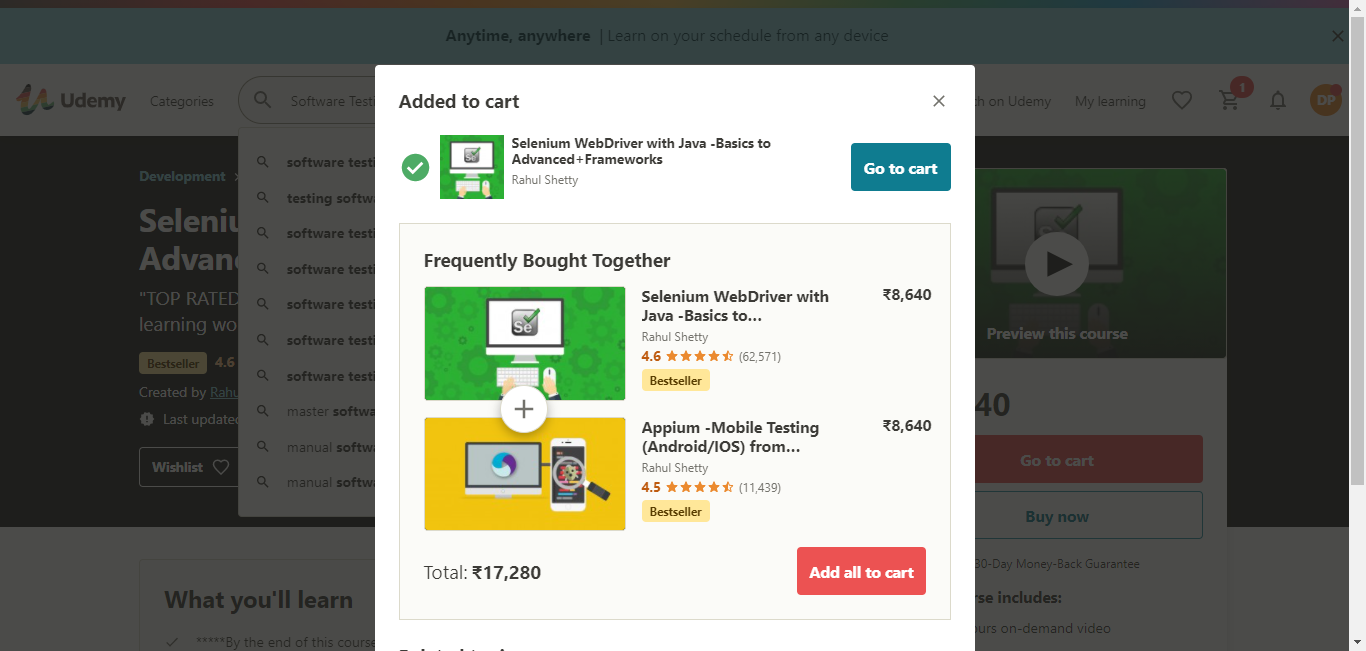 Anytime, anywhere | Learn on your schedule from any device
Udemy
Categories
Software Testi
ch on Udemy
My learning
1
DP
software testi
testing softwa
software testi
software testi
software testi
software testi
software testi
master softwa
manual softwa
manual softwa
Development
Seleniu
Advanc
"TOP RATED
learning wo
Bestseller 4.6
Created by Rahu
Last updated
Wishlist
What you'll learn
*****By the end of this course
Added to cart
Selenium WebDriver with Java -Basics to
Advanced+Frameworks
Rahul Shetty
Go to cart
Frequently Bought Together
Se
Selenium WebDriver with
Java -Basics to...
₹8,640
Rahul Shetty
4.6 (62,571)
Bestseller
Appium -Mobile Testing
(Android/IOS) from...
₹8,640
Rahul Shetty
4.5 (11,439)
Bestseller
Total: ₹17,280
Add all to cart
Preview this course
40
Go to cart
Buy now
30-Day Money-Back Guarantee
rse includes:
ours on-demand video